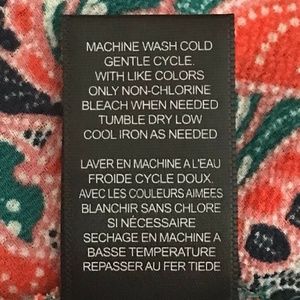 MACHINE WASH COLD
GENTLE CYCLE.
WITH LIKE COLORS
ONLY NON-CHLORINE
BLEACH WHEN NEEDED
TUMBLE DRY LOW
COOL IRON AS NEEDED
LAVER EN MACHINE A L'EAU
FROIDE CYCLE DOUX.
AVEC LES COULEURS AIMEES
BLANCHIR SANS CHLORE
SI NÉCESSAIRE
SECHAGE EN MACHINE A
BASSE TEMPERATURE
REPASSER AU FER TIEDE